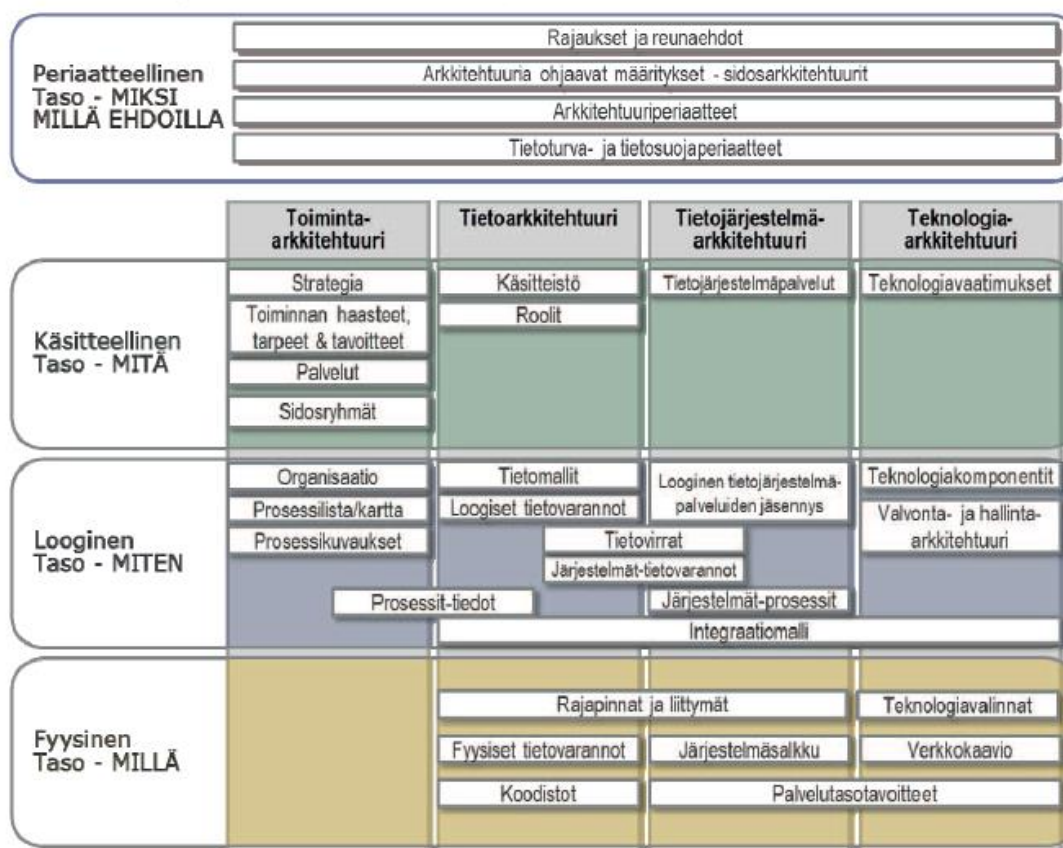 Periaatteellinen
Taso - MIKSI
MILLÄ EHDOILLA
Rajaukset ja reunaehdot
Arkkitehtuuria ohjaavat määritykset - sidosarkkitehtuurit
Arkkitehtuuriperiaatteet
Tietoturva- ja tietosuojaperiaatteet
Toiminta-
arkkitehtuuri
Tietoarkkitehtuuri
Tietojärjestelmä-
arkkitehtuuri
Teknologia-
arkkitehtuuri
Käsitteellinen
Taso - MITÄ
Strategia
Toiminnan haasteet,
tarpeet & tavoitteet
Palvelut
Sidosryhmät
Käsitteistö
Roolit
Tietojärjestelmäpalvelut
Teknologiavaatimukset
Looginen
Taso - MITEN
Organisaatio
Prosessilista/kartta
Prosessikuvaukset
Tietomallit
Loogiset tietovarannot
Looginen tietojärjestelmä-
palveluiden jäsennys
Teknologiakomponentit
Valvonta- ja hallinta-
arkkitehtuuri
Tietovirrat
Järjestelmät-tietovarannot
Prosessit-tiedot
Järjestelmät-prosessit
Integraatiomalli
Fyysinen
Taso - MILLÄ
Rajapinnat ja liittymät
Teknologiavalinnat
Fyysiset tietovarannot
Järjestelmäsalkku
Verkkokaavio
Koodistot
Palvelutasotavoitteet